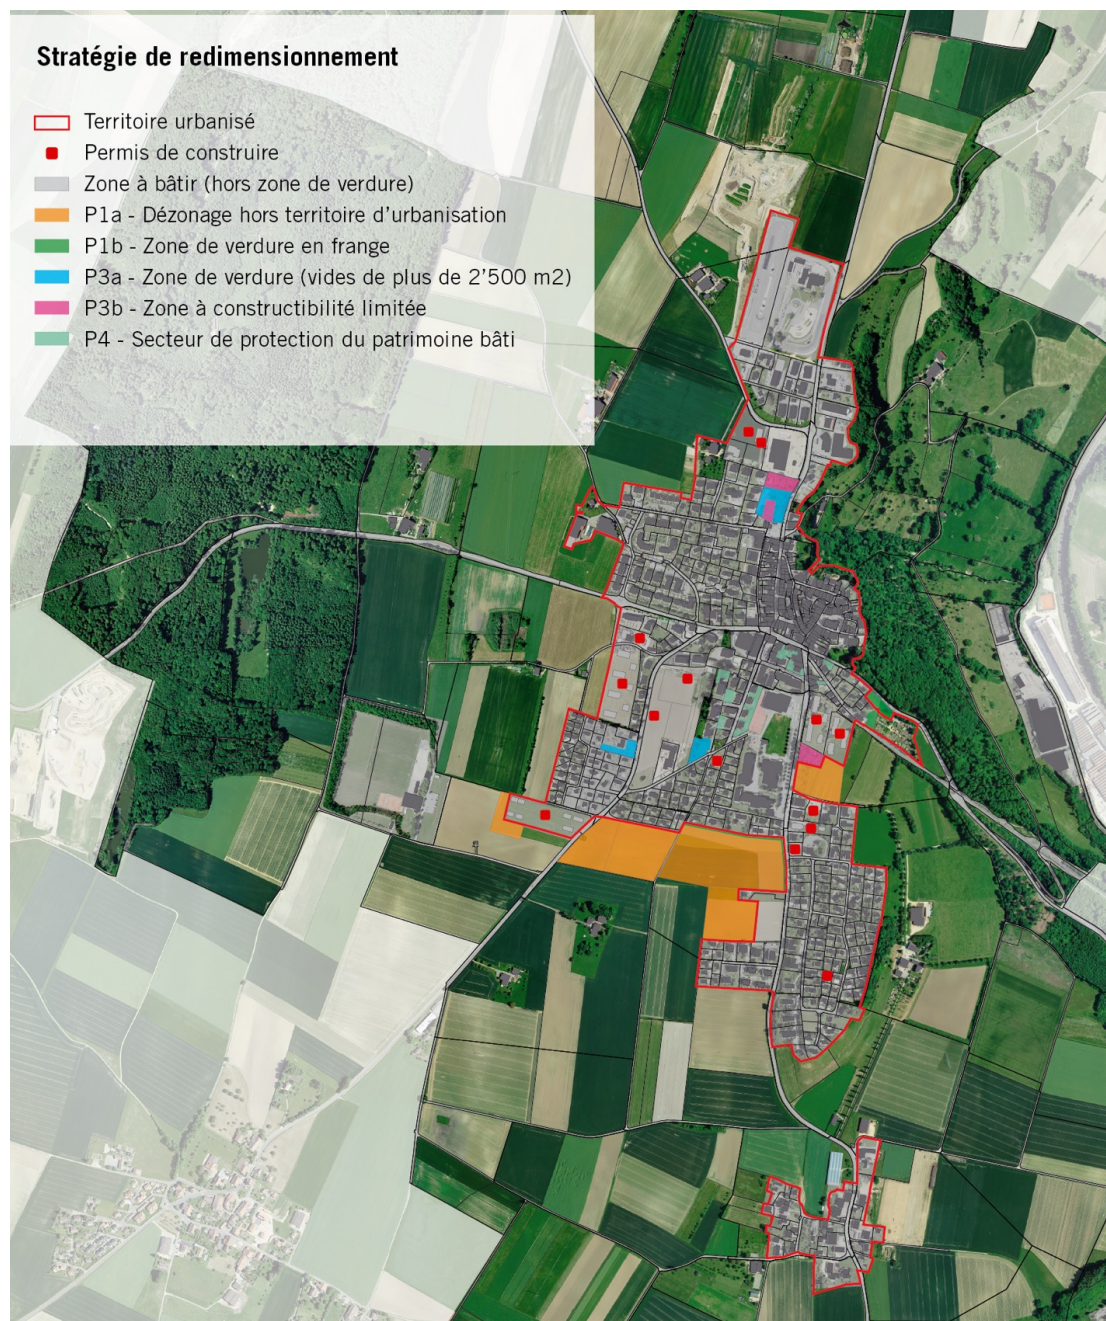 Stratégie de redimensionnement
Territoire urbanisé
Permis de construire
Zone à bâtir (hors zone de verdure)
P1a - Dézonage hors territoire d'urbanisation
P1b - Zone de verdure en frange
P3a - Zone de verdure (vides de plus de 2'500 m2)
P3b - Zone à constructibilité limitée
P4 - Secteur de protection du patrimoine bâti